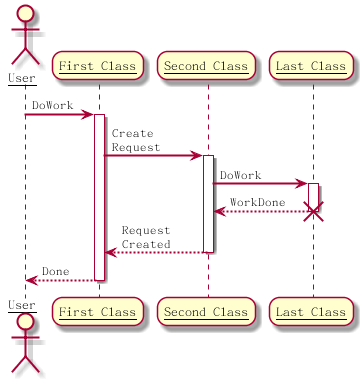 User
First Class
Second Class
Last Class
DoWork
Create
Request
DoWork
WorkDone
Request
Created
Done
User
First Class
Second Class
Last Class